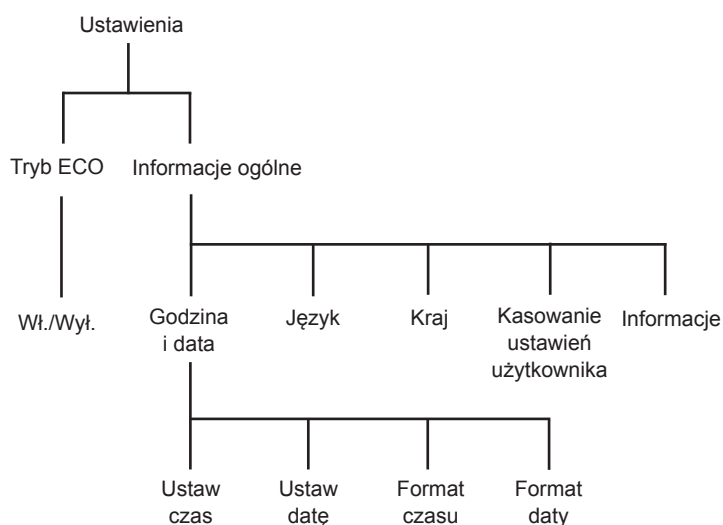 Ustawienia
Tryb ECO
Informacje ogólne
Wł./Wył.
Godzina
i data
Język
Kraj
Kasowanie
ustawień
użytkownika
Informacje
Ustaw
czas
Ustaw
datę
Format
czasu
Format
daty